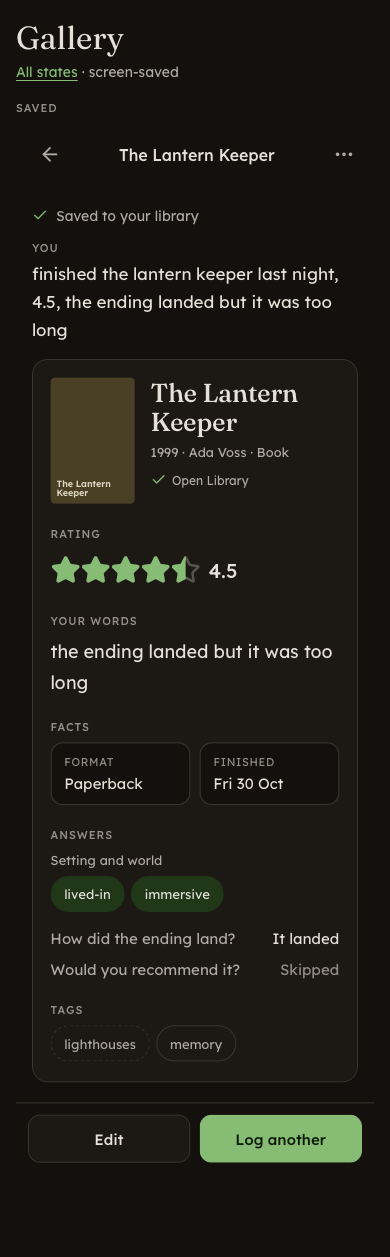 Gallery
All states · screen-saved
SAVED
The Lantern Keeper
Saved to your library
YOU
finished the lantern keeper last night,
4.5, the ending landed but it was too
long
The Lantern
Keeper
1999 · Ada Voss · Book
Open Library
The Lantern
Keeper
RATING
4.5
YOUR WORDS
the ending landed but it was too
long
FACTS
FORMAT
Paperback
FINISHED
Fri 30 Oct
ANSWERS
Setting and world
lived-in immersive
How did the ending land? It landed
Would you recommend it? Skipped
TAGS
lighthouses memory
Edit Log another